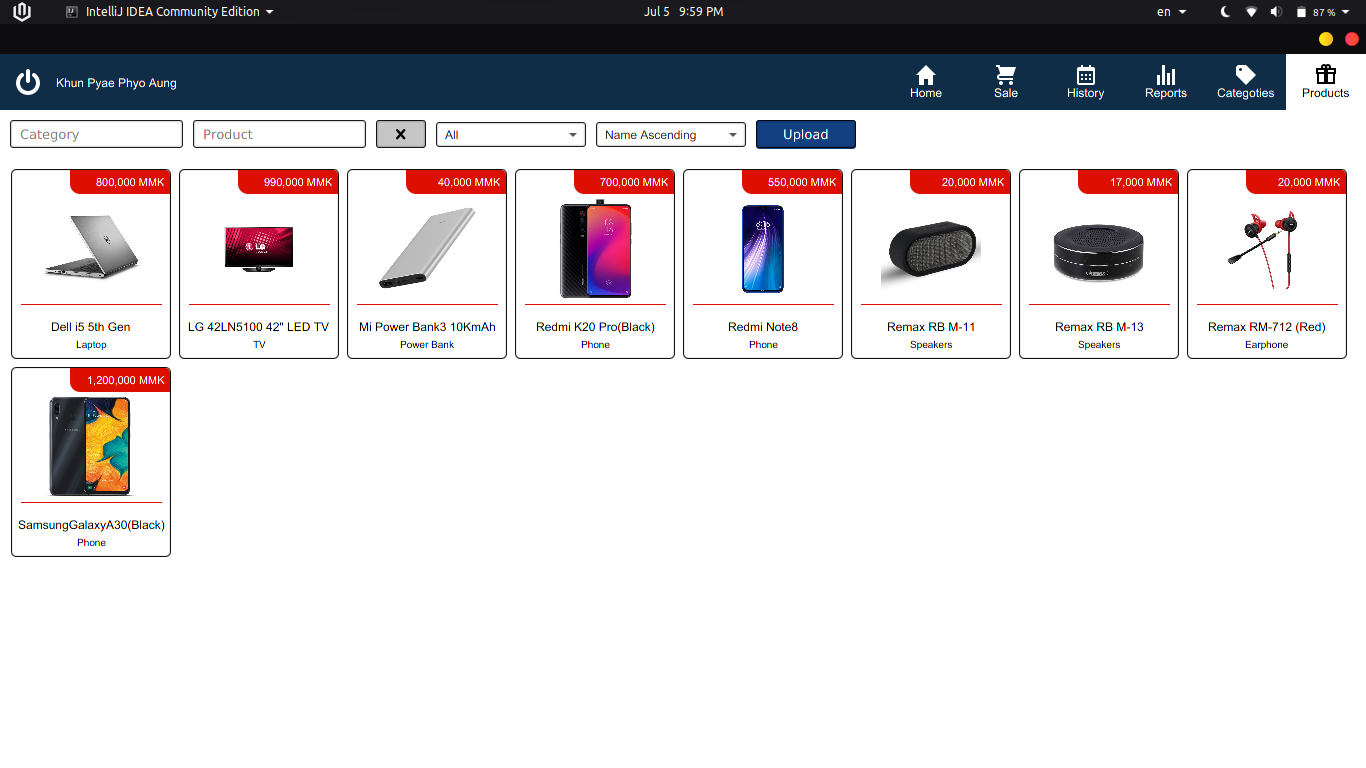 IntelliJ IDEA Community Edition
Jul 5 9:59 PM
en
87 %
Khun Pyae Phyo Aung
Home
Sale
History
Reports
Categoties
Products
Category
Product
All
Name Ascending
Upload
800,000 MMK
990,000 MMK
40,000 MMK
700,000 MMK
550,000 MMK
20,000 MMK
17,000 MMK
20,000 MMK
LG
Dell i5 5th Gen
LG 42LN5100 42" LED TV
Mi Power Bank3 10KmAh
Redmi K20 Pro(Black)
Redmi Note8
Remax RB M-11
Remax RB M-13
Remax RM-712 (Red)
Laptop
TV
Power Bank
Phone
Phone
Speakers
Speakers
Earphone
1,200,000 MMK
SamsungGalaxyA30(Black)
Phone